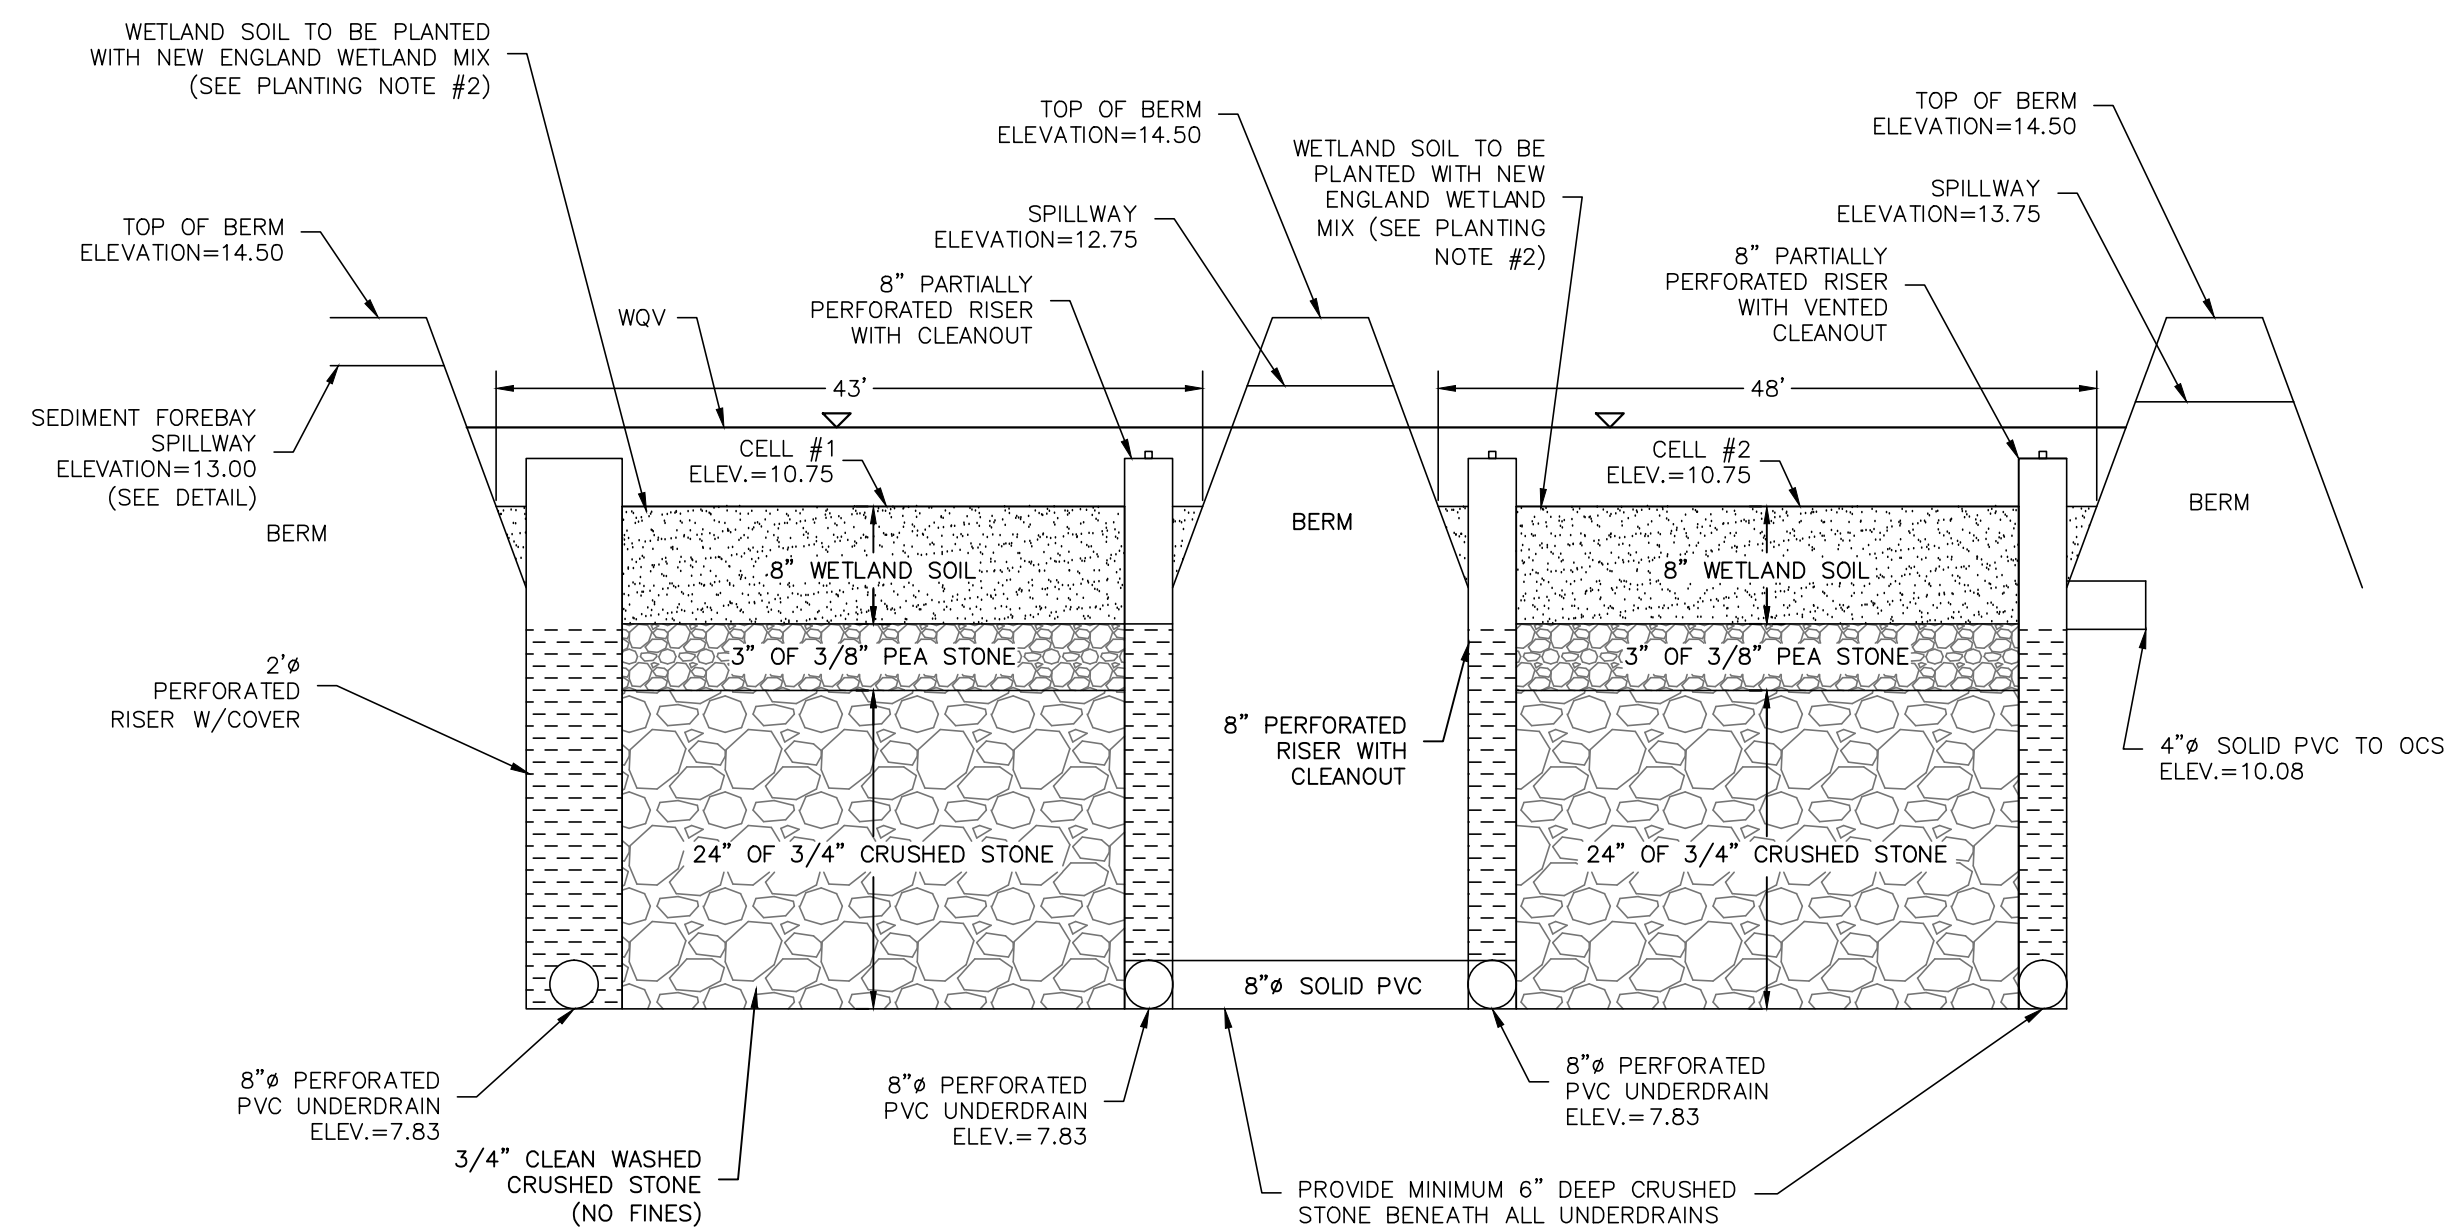 WETLAND SOIL TO BE PLANTED
WITH NEW ENGLAND WETLAND MIX
(SEE PLANTING NOTE #2)
TOP OF BERM
ELEVATION=14.50
TOP OF BERM
ELEVATION=14.50
WETLAND SOIL TO BE
PLANTED WITH NEW
ENGLAND WETLAND
MIX (SEE PLANTING
NOTE #2)
SPILLWAY
ELEVATION=13.75
SPILLWAY
ELEVATION=12.75
TOP OF BERM
ELEVATION=14.50
8" PARTIALLY
PERFORATED RISER
WITH VENTED
CLEANOUT
8" PARTIALLY
PERFORATED RISER
WITH CLEANOUT
WQV
43'
48'
SEDIMENT FOREBAY
SPILLWAY
ELEVATION=13.00
(SEE DETAIL)
CELL #1
ELEV.=10.75
CELL #2
ELEV.=10.75
BERM
BERM
BERM
8" WETLAND SOIL
8" WETLAND SOIL
3" OF 3/8" PEA STONE
3" OF 3/8" PEA STONE
2'ø
PERFORATED
RISER W/COVER
8" PERFORATED
RISER WITH
CLEANOUT
4"ø SOLID PVC TO OCS
ELEV.=10.08
24" OF 3/4" CRUSHED STONE
24" OF 3/4" CRUSHED STONE
8"ø SOLID PVC
8"ø PERFORATED
PVC UNDERDRAIN
ELEV.=7.83
8"ø PERFORATED
PVC UNDERDRAIN
ELEV.=7.83
8"ø PERFORATED
PVC UNDERDRAIN
ELEV.=7.83
3/4" CLEAN WASHED
CRUSHED STONE
(NO FINES)
PROVIDE MINIMUM 6" DEEP CRUSHED
STONE BENEATH ALL UNDERDRAINS